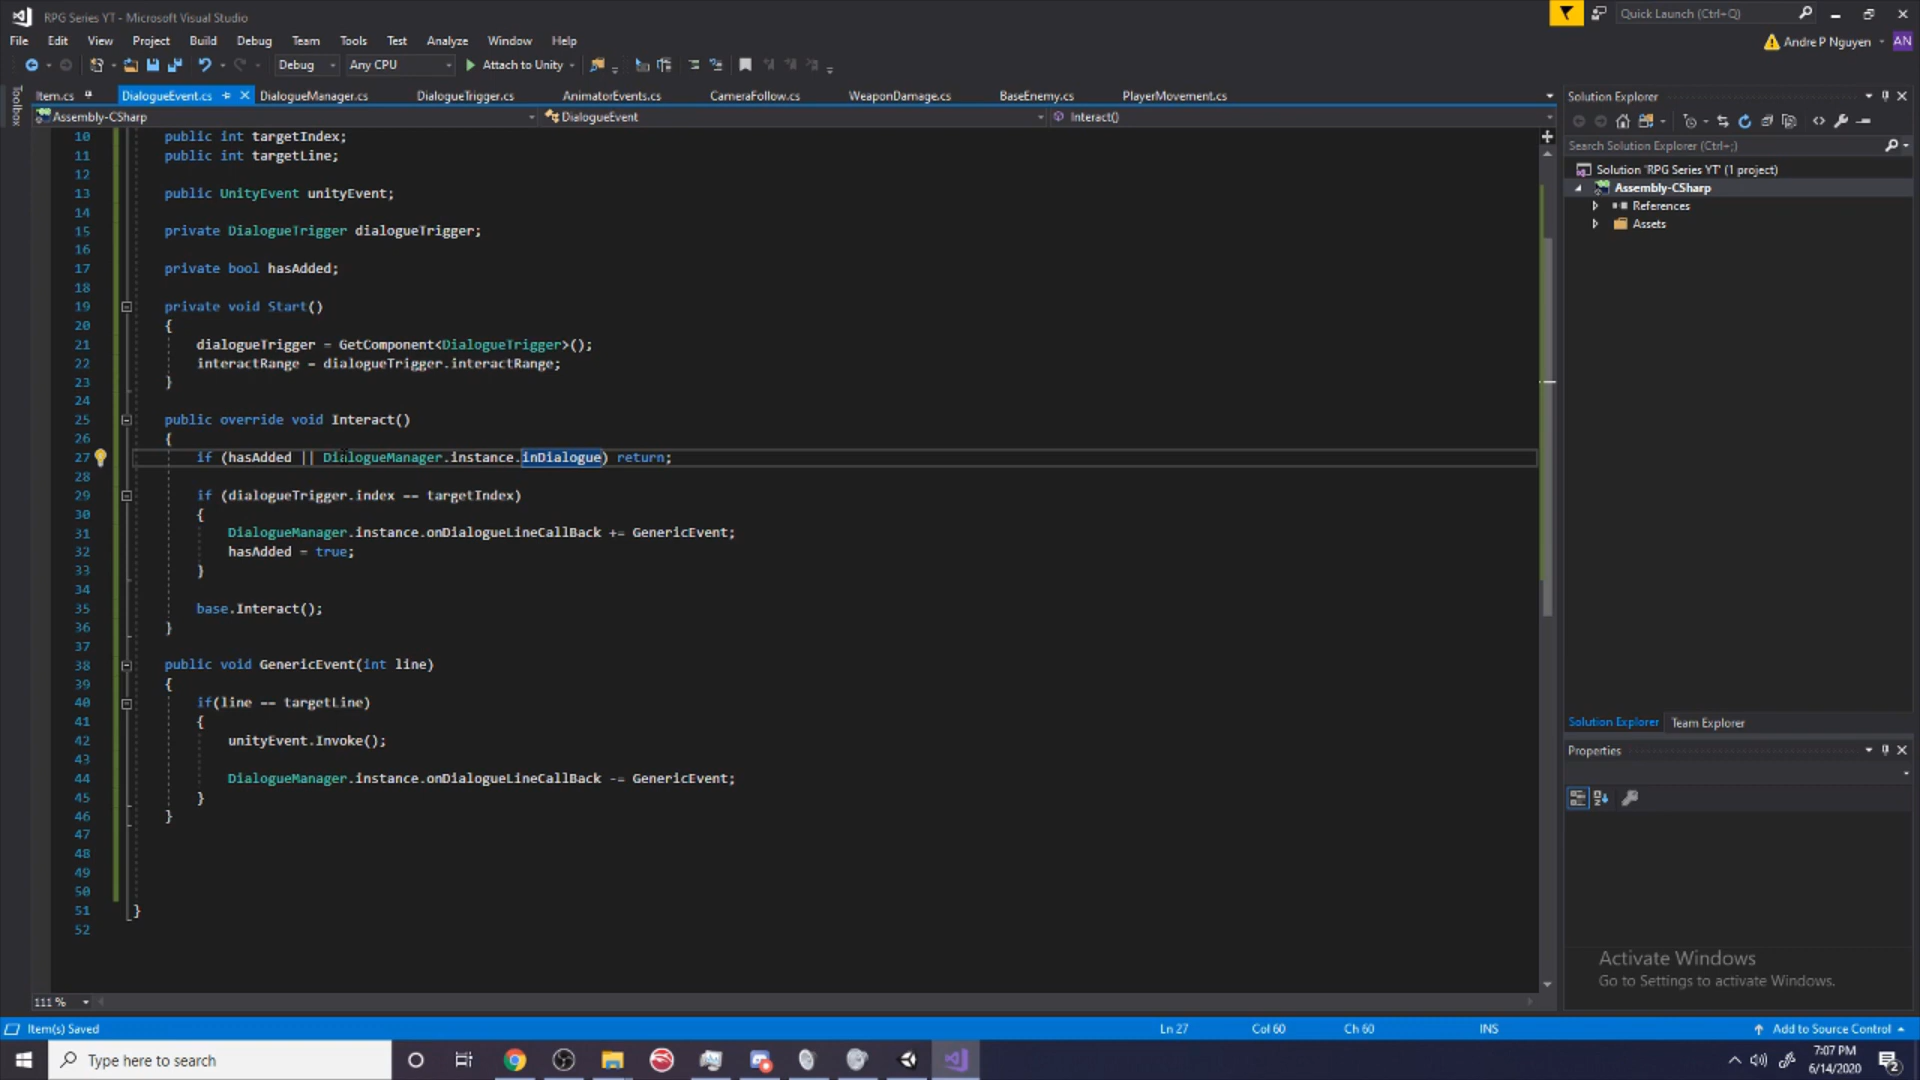 RPG Series YT - Microsoft Visual Studio
Quick Launch (Ctrl+Q)
File Edit View Project Build Debug Team Tools Test Analyze Window Help
Andre P Nguyen AN
Debug Any CPU Attach to Unity
Toolbox
Item.cs DialogueEvent.cs DialogueManager.cs DialogueTrigger.cs AnimatorEvents.cs CameraFollow.cs WeaponDamage.cs BaseEnemy.cs PlayerMovement.cs
Assembly-CSharp DialogueEvent Interact()
10 public int targetIndex;
11 public int targetLine;
12
13 public UnityEvent unityEvent;
14
15 private DialogueTrigger dialogueTrigger;
16
17 private bool hasAdded;
18
19 private void Start()
20 {
21 dialogueTrigger = GetComponent<DialogueTrigger>();
22 interactRange = dialogueTrigger.interactRange;
23 }
24
25 public override void Interact()
26 {
27 if (hasAdded || DialogueManager.instance.inDialogue) return;
28
29 if (dialogueTrigger.index == targetIndex)
30 {
31 DialogueManager.instance.onDialogueLineCallBack += GenericEvent;
32 hasAdded = true;
33 }
34
35 base.Interact();
36 }
37
38 public void GenericEvent(int line)
39 {
40 if(line == targetLine)
41 {
42 unityEvent.Invoke();
43
44 DialogueManager.instance.onDialogueLineCallBack -= GenericEvent;
45 }
46 }
47
48
49
50
51 }
52
111 %
Solution Explorer
Search Solution Explorer (Ctrl+;)
Solution 'RPG Series YT' (1 project)
Assembly-CSharp
References
Assets
Solution Explorer Team Explorer
Properties
Activate Windows
Go to Settings to activate Windows.
Item(s) Saved Ln 27 Col 60 Ch 60 INS Add to Source Control
Type here to search
7:07 PM
6/14/2020
2